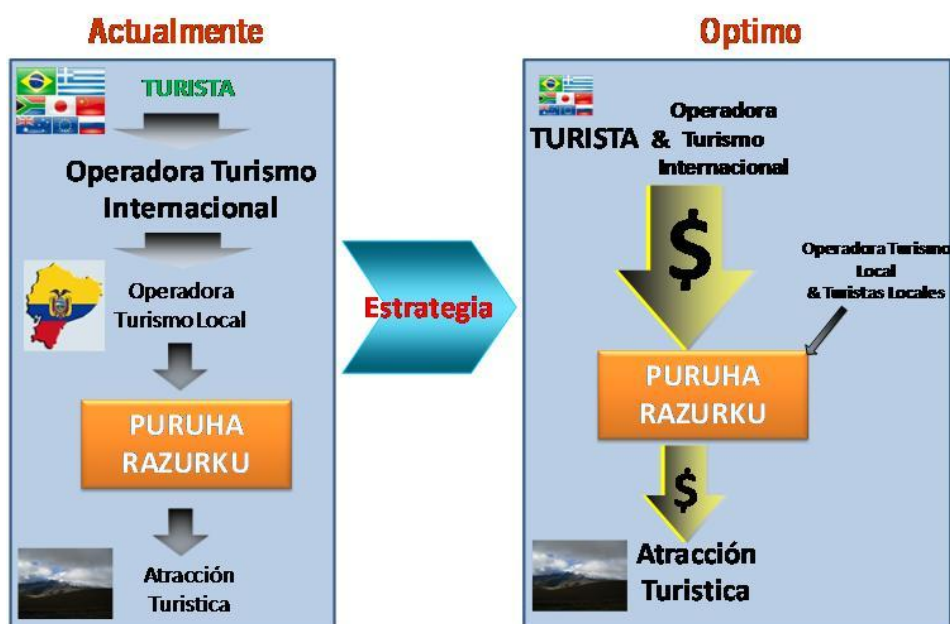 Actualmente
TURISTA
Operadora Turismo
Internacional
Operadora
Turismo Local
PURUHA
RAZURKU
Atracción
Turistica
Estrategia
Optimo
Operadora
TURISTA & Turismo
Internacional
$
Operadora Turismo
Local
& Turistas Locales
PURUHA
RAZURKU
$
Atracción
Turistica